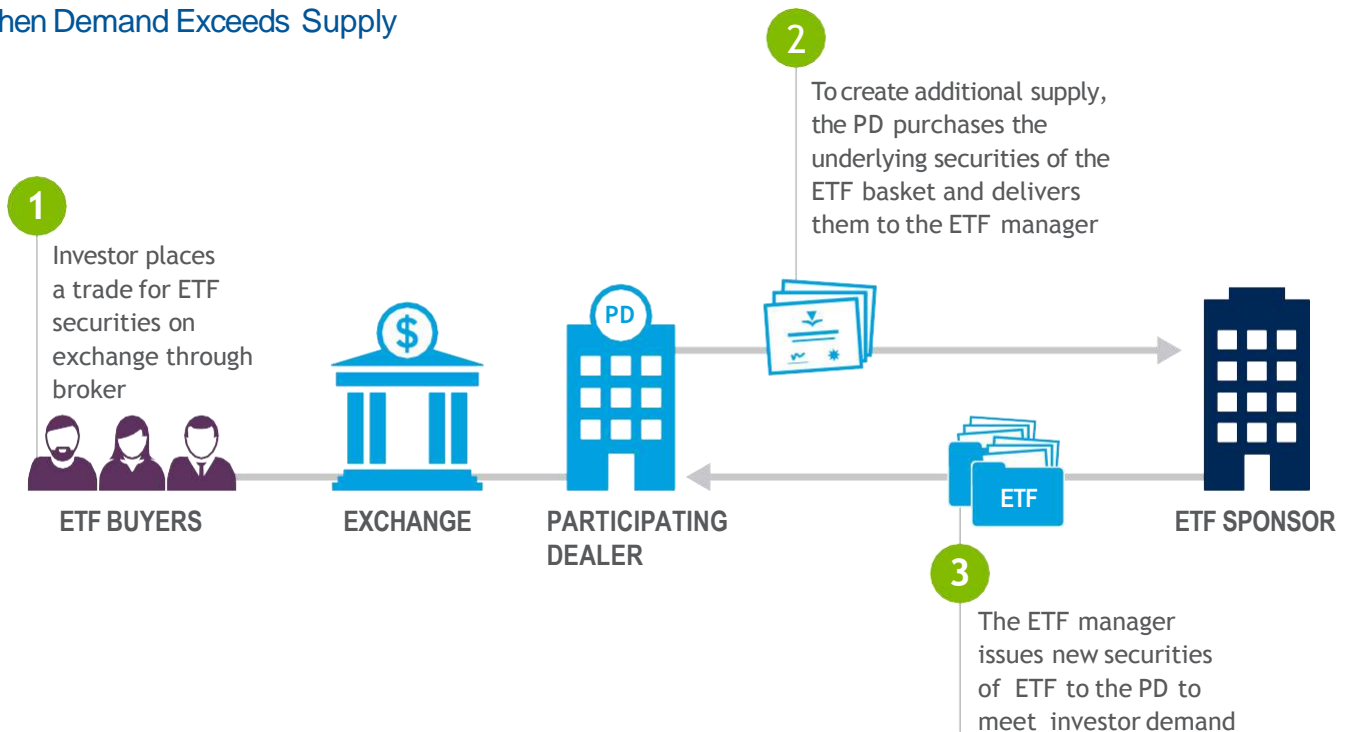 hen Demand Exceeds Supply
2
To create additional supply,
the PD purchases the
underlying securities of the
ETF basket and delivers
them to the ETF manager
1
Investor places
a trade for ETF
securities on
exchange through
broker
$
PD
ETF
ETF BUYERS
EXCHANGE
PARTICIPATING
DEALER
ETF SPONSOR
3
The ETF manager
issues new securities
of ETF to the PD to
meet investor demand